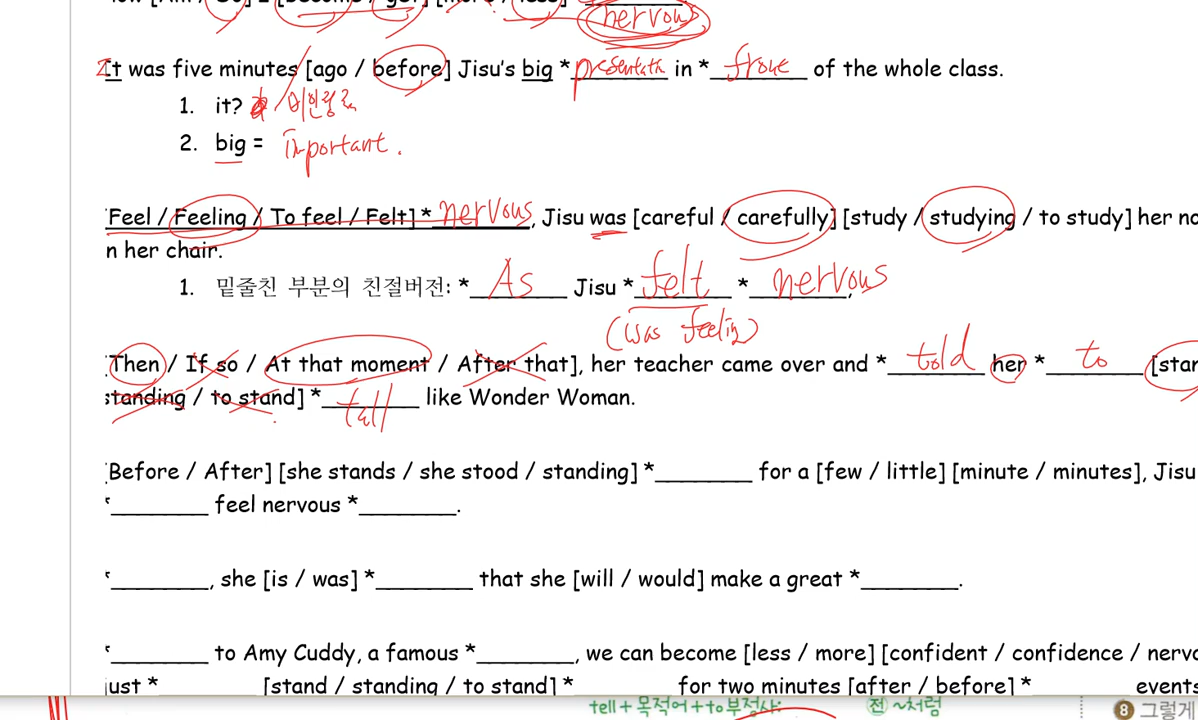 nervous
It was five minutes [ago / before] Jisu's big *presentatn in *front of the whole class.
1. it? 비인칭
2. big = important.
Feel / Feeling / To feel / Felt] *nervous, Jisu was [careful / carefully] [study / studying / to study] her no
n her chair.
1. 밑줄친 부분의 친절버전: *As Jisu *felt *nervous,
(was feeling)
Then / If so / At that moment / After that], her teacher came over and *told her *to [stan
standing / to stand] *tall like Wonder Woman.
Before / After] [she stands / she stood / standing] *________ for a [few / little] [minute / minutes], Jisu
*________ feel nervous *________.
*________, she [is / was] *________ that she [will / would] make a great *________.
*________ to Amy Cuddy, a famous *________, we can become [less / more] [confident / confidence / nervo
just *________ [stand / standing / to stand] *________ for two minutes [after / before] *________ events
tell + 목적어 + to부정사: 전 ~처럼 8 그렇게